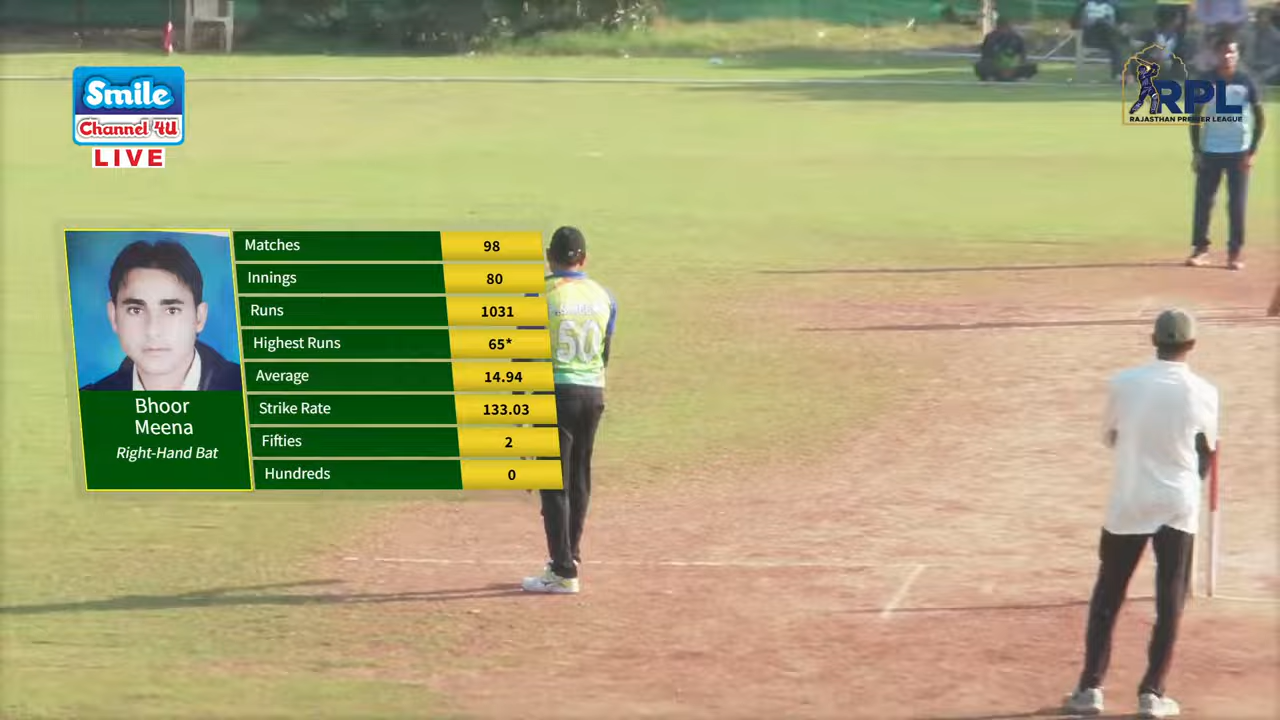 Smile
Channel 4U
LIVE
RPL
RAJASTHAN PREMIER LEAGUE
Matches 98
Innings 80
Runs 1031
Highest Runs 65*
Average 14.94
Strike Rate 133.03
Fifties 2
Hundreds 0
Bhoor
Meena
Right-Hand Bat
50